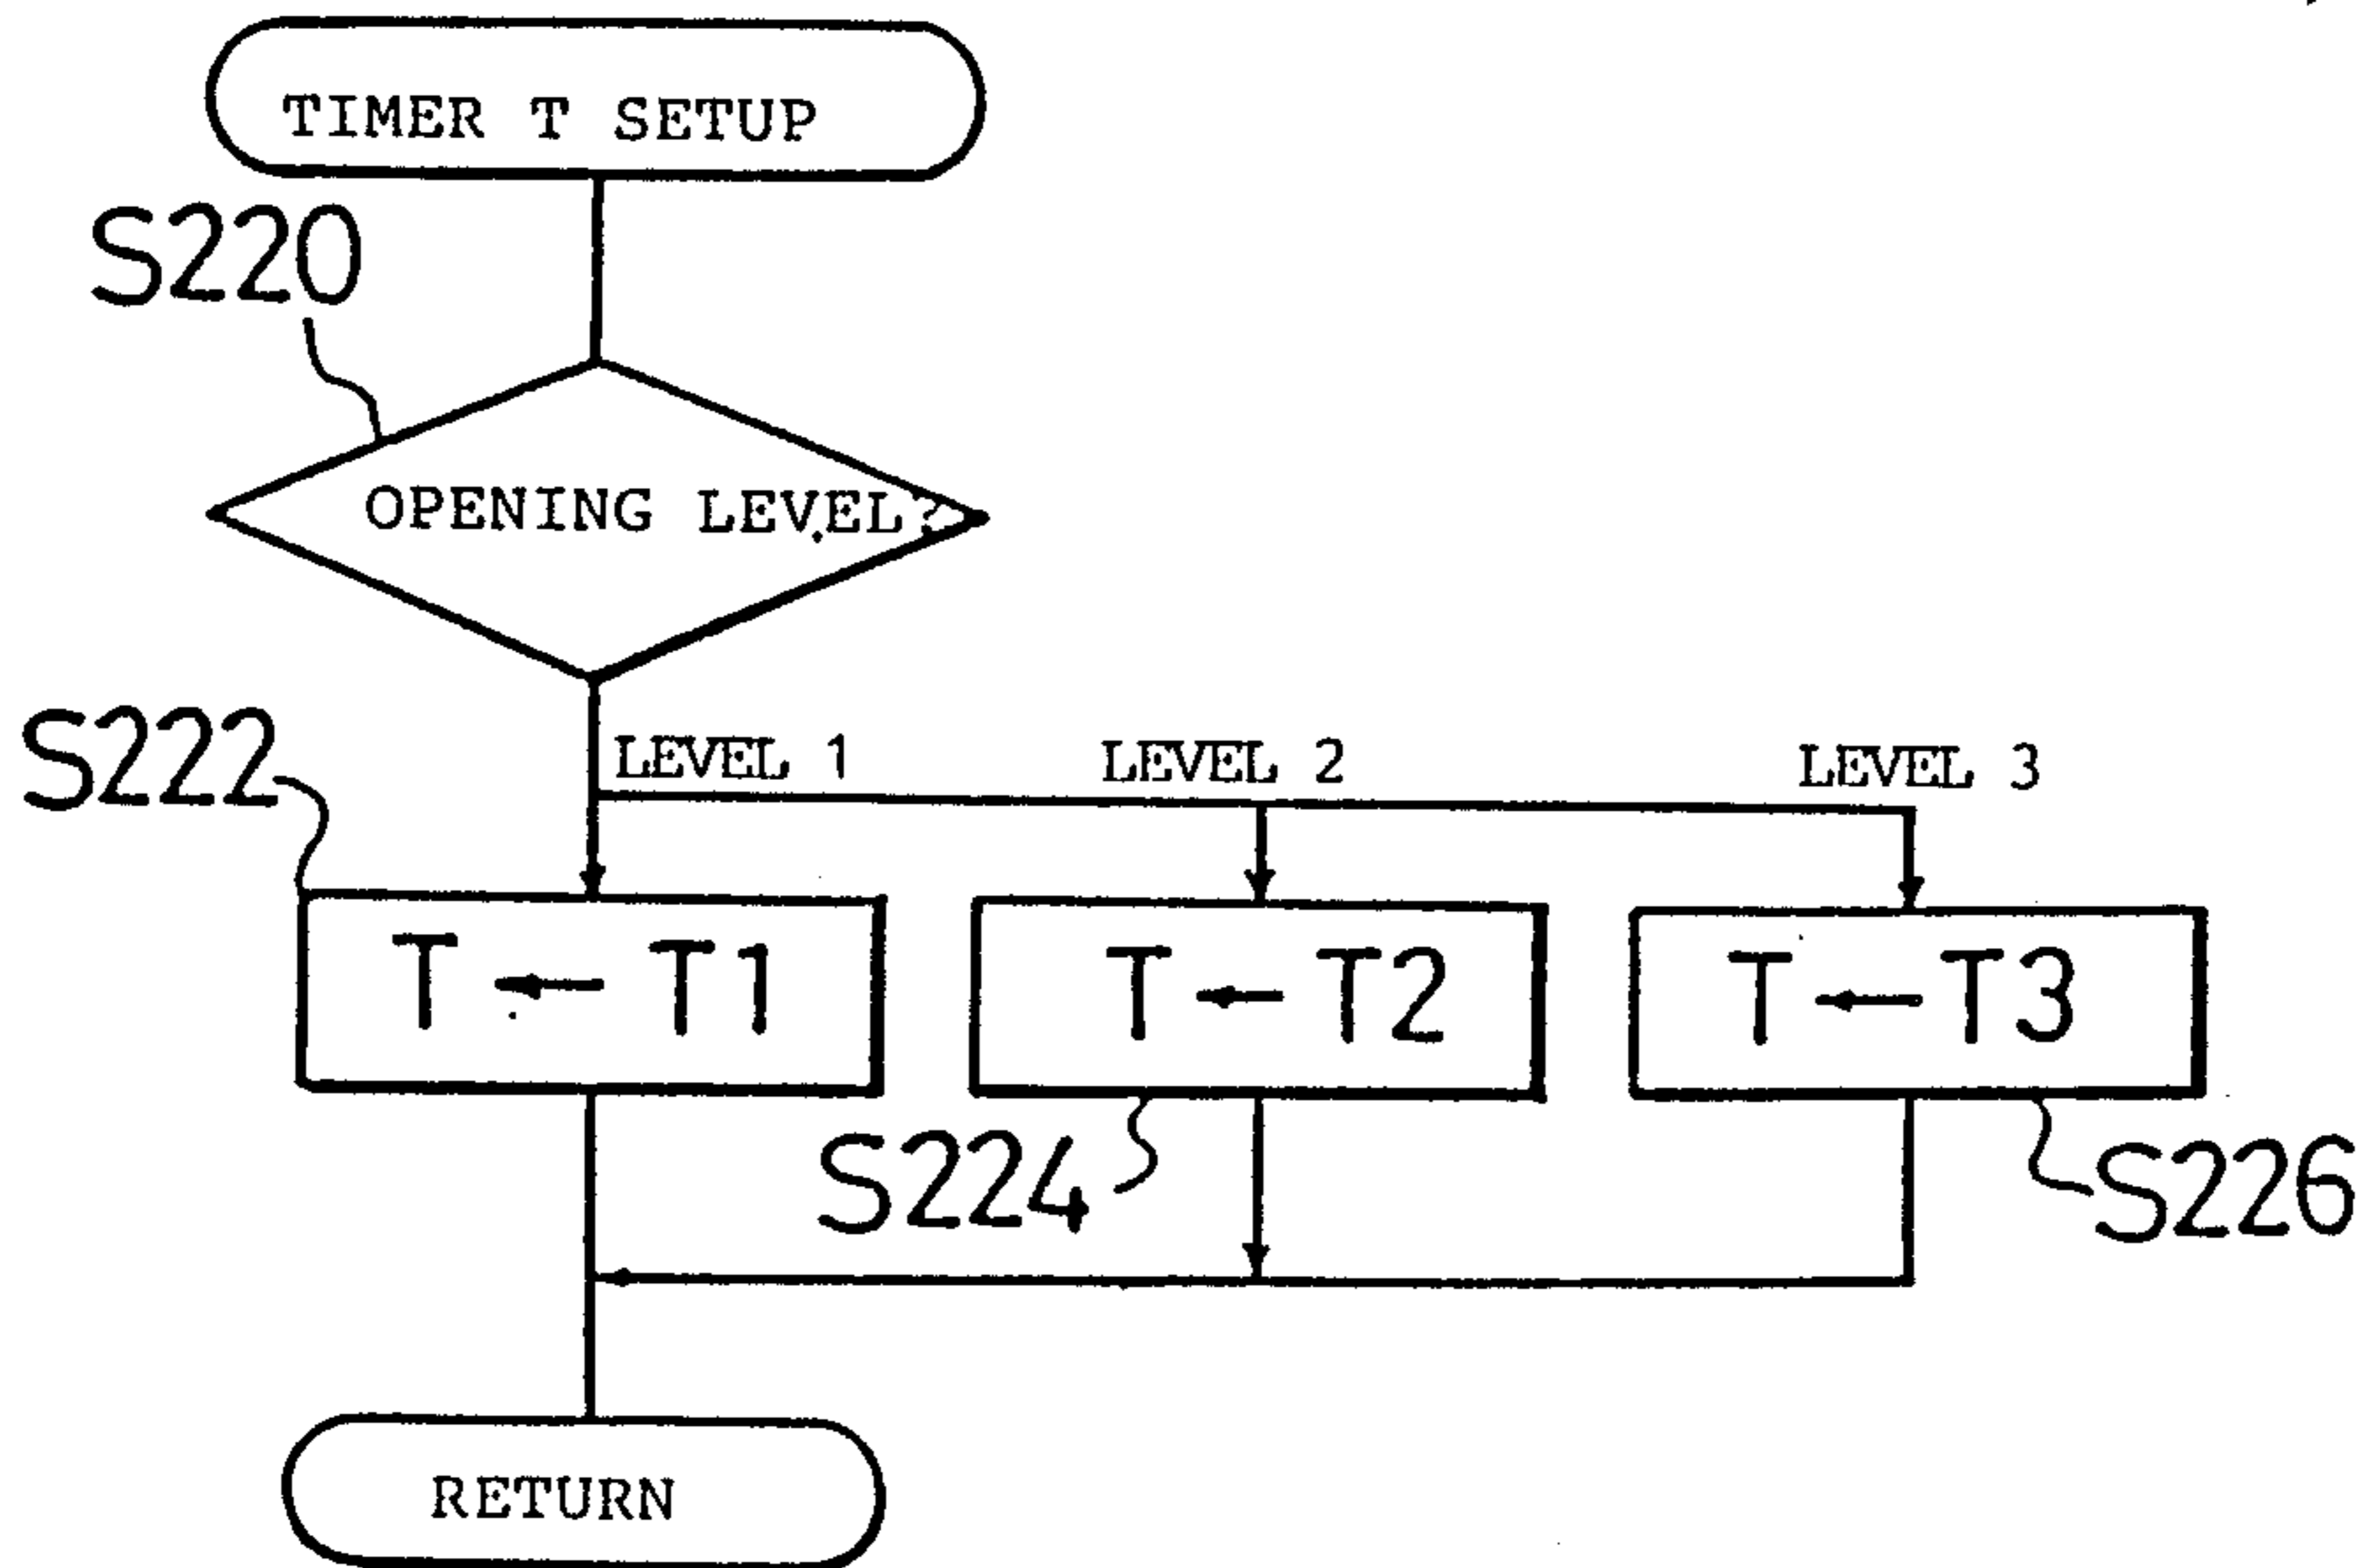 TIMER T SETUP
S220
OPENING LEVEL?
S222
LEVEL 1
LEVEL 2
LEVEL 3
T ← T1
T ← T2
T ← T3
S224
S226
RETURN